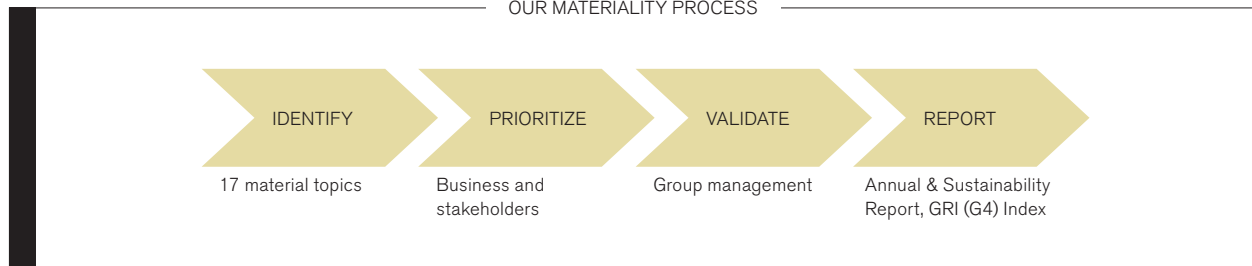 OUR MATERIALITY PROCESS
IDENTIFY
PRIORITIZE
VALIDATE
REPORT
17 material topics
Business and
stakeholders
Group management
Annual & Sustainability
Report, GRI (G4) Index